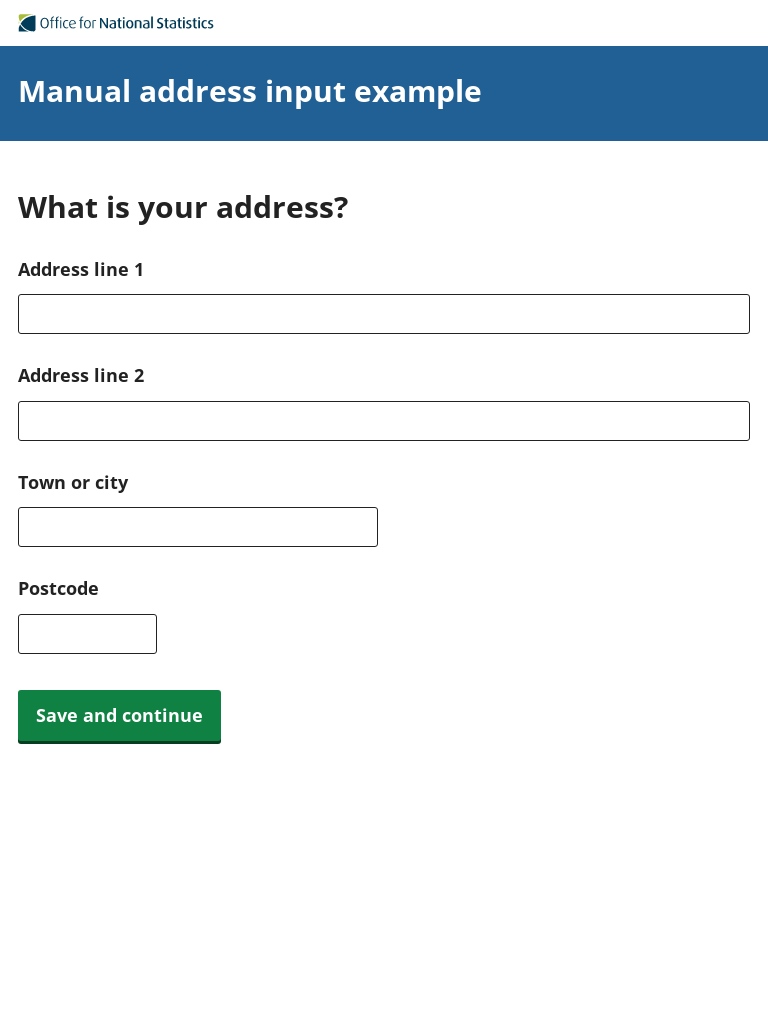 Office for National Statistics
Manual address input example
What is your address?
Address line 1
Address line 2
Town or city
Postcode
Save and continue